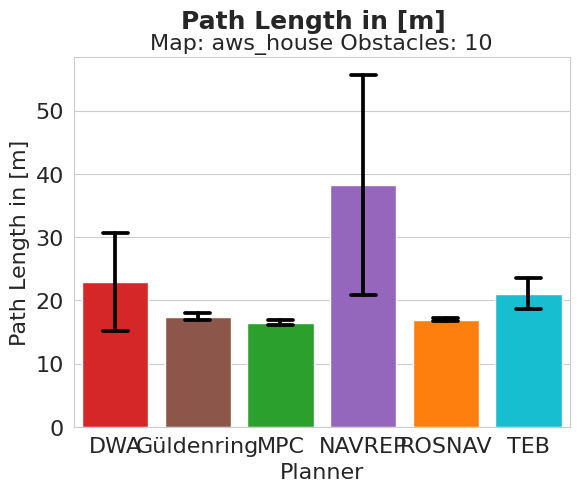 Path Length in [m]
Map: aws_house Obstacles: 10
Path Length in [m]
50
40
30
20
10
0
DWA Güldenring MPC NAVREP ROSNAV TEB
Planner